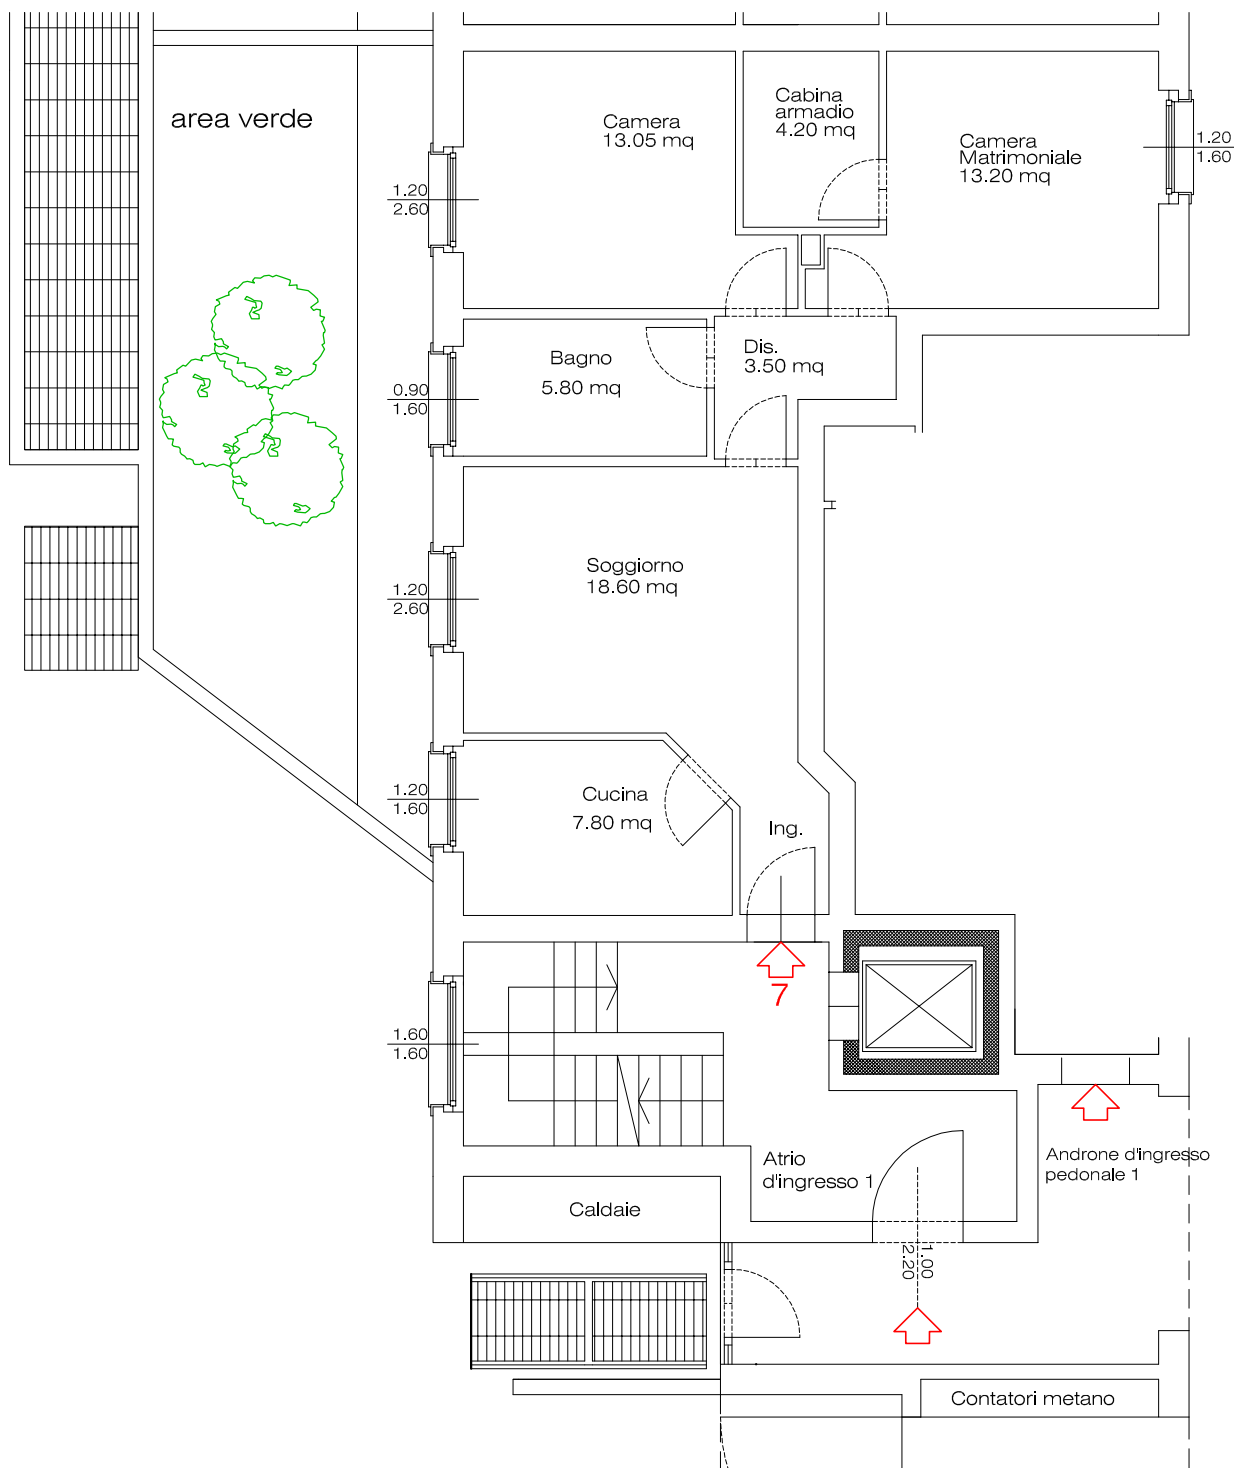 area verde
Camera
13.05 mq
Cabina
armadio
4.20 mq
Camera
Matrimoniale
13.20 mq
1.20
1.60
1.20
2.60
Bagno
5.80 mq
Dis.
3.50 mq
0.90
1.60
Soggiorno
18.60 mq
1.20
2.60
Cucina
7.80 mq
1.20
1.60
Ing.
7
1.60
1.60
Atrio
d'ingresso 1
Androne d'ingresso
pedonale 1
Caldaie
1.00
2.20
Contatori metano